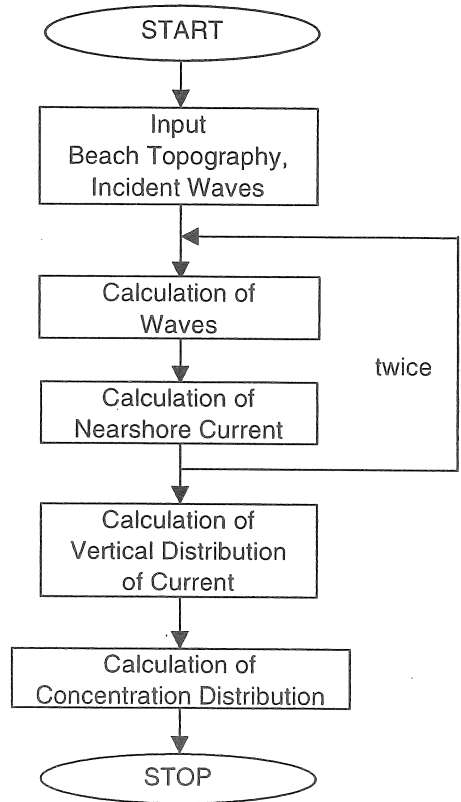 START
Input
Beach Topography,
Incident Waves
Calculation of
Waves
twice
Calculation of
Nearshore Current
Calculation of
Vertical Distribution
of Current
Calculation of
Concentration Distribution
STOP